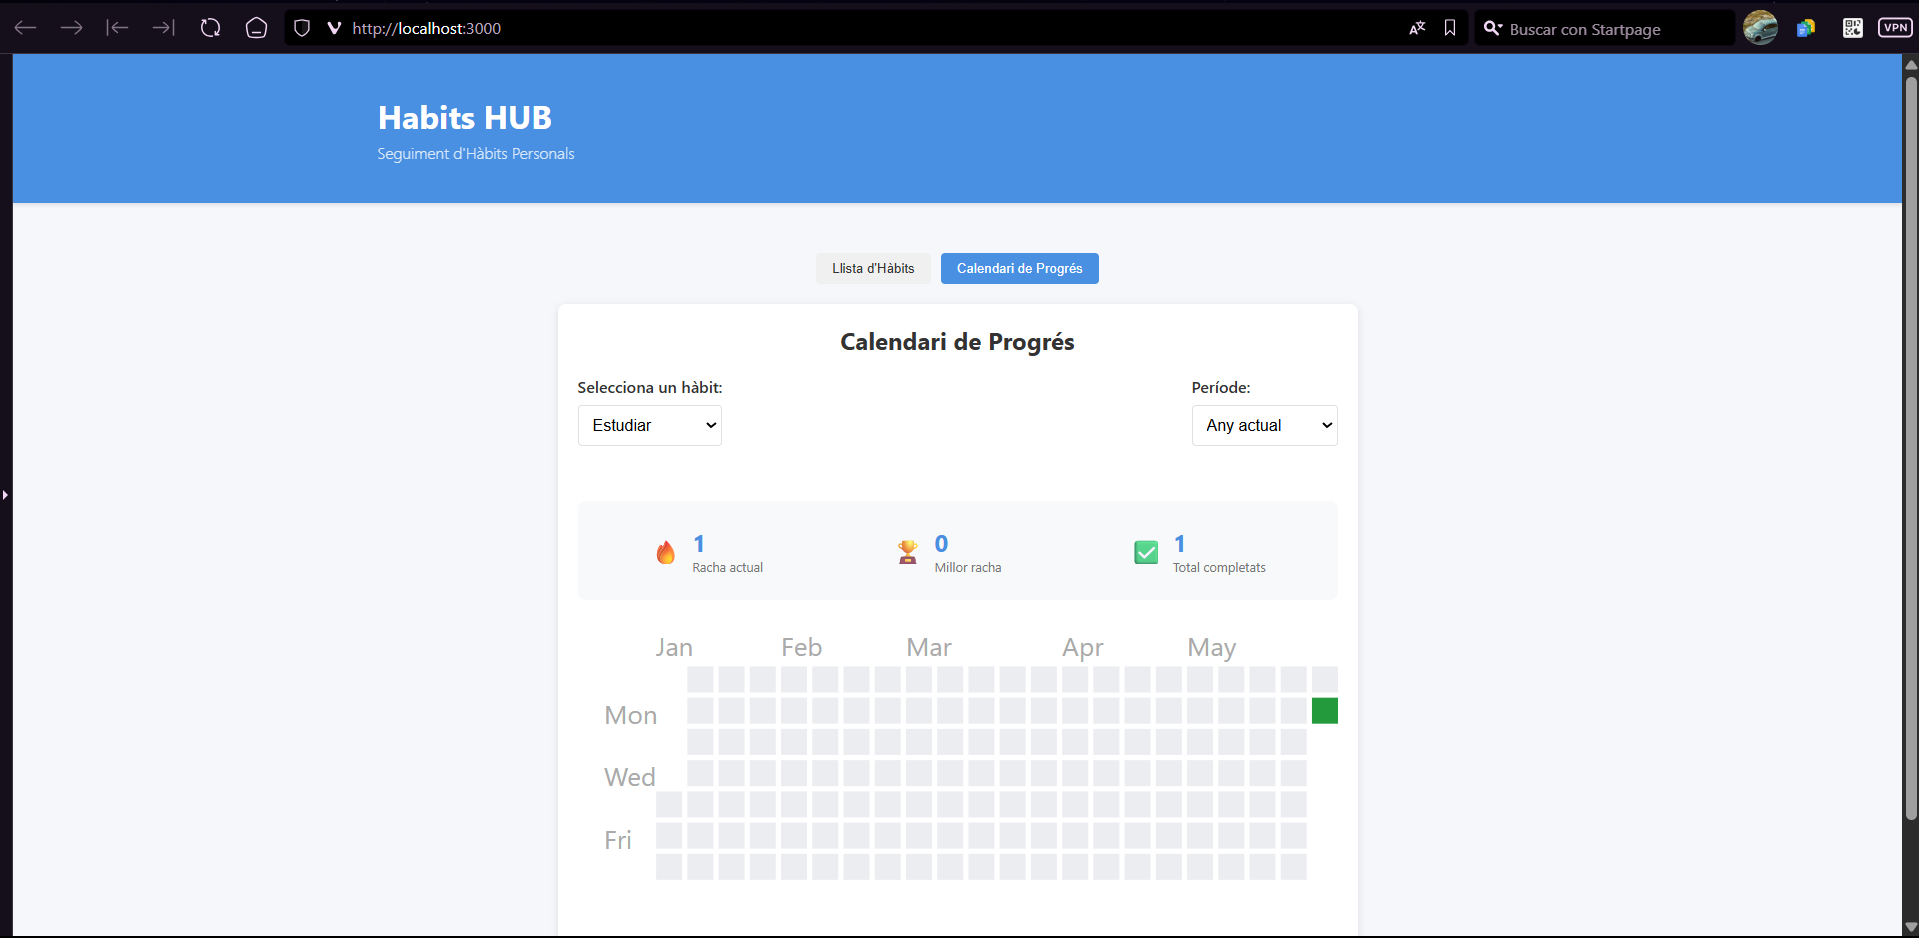 http://localhost:3000
Buscar con Startpage
VPN
Habits HUB
Seguiment d'Hàbits Personals
Llista d'Hàbits
Calendari de Progrés
Calendari de Progrés
Selecciona un hàbit:
Període:
Estudiar
Any actual
1
Racha actual
0
Millor racha
1
Total completats
Jan Feb Mar Apr May
Mon
Wed
Fri